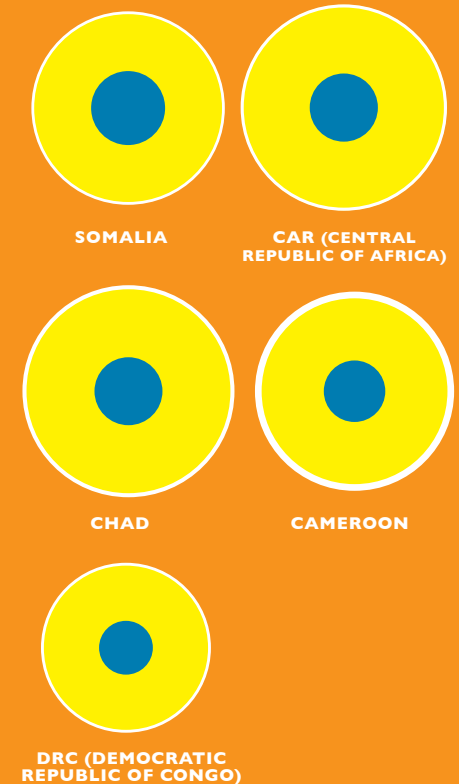 SOMALIA
CAR (CENTRAL
REPUBLIC OF AFRICA)
CHAD
CAMEROON
DRC (DEMOCRATIC
REPUBLIC OF CONGO)